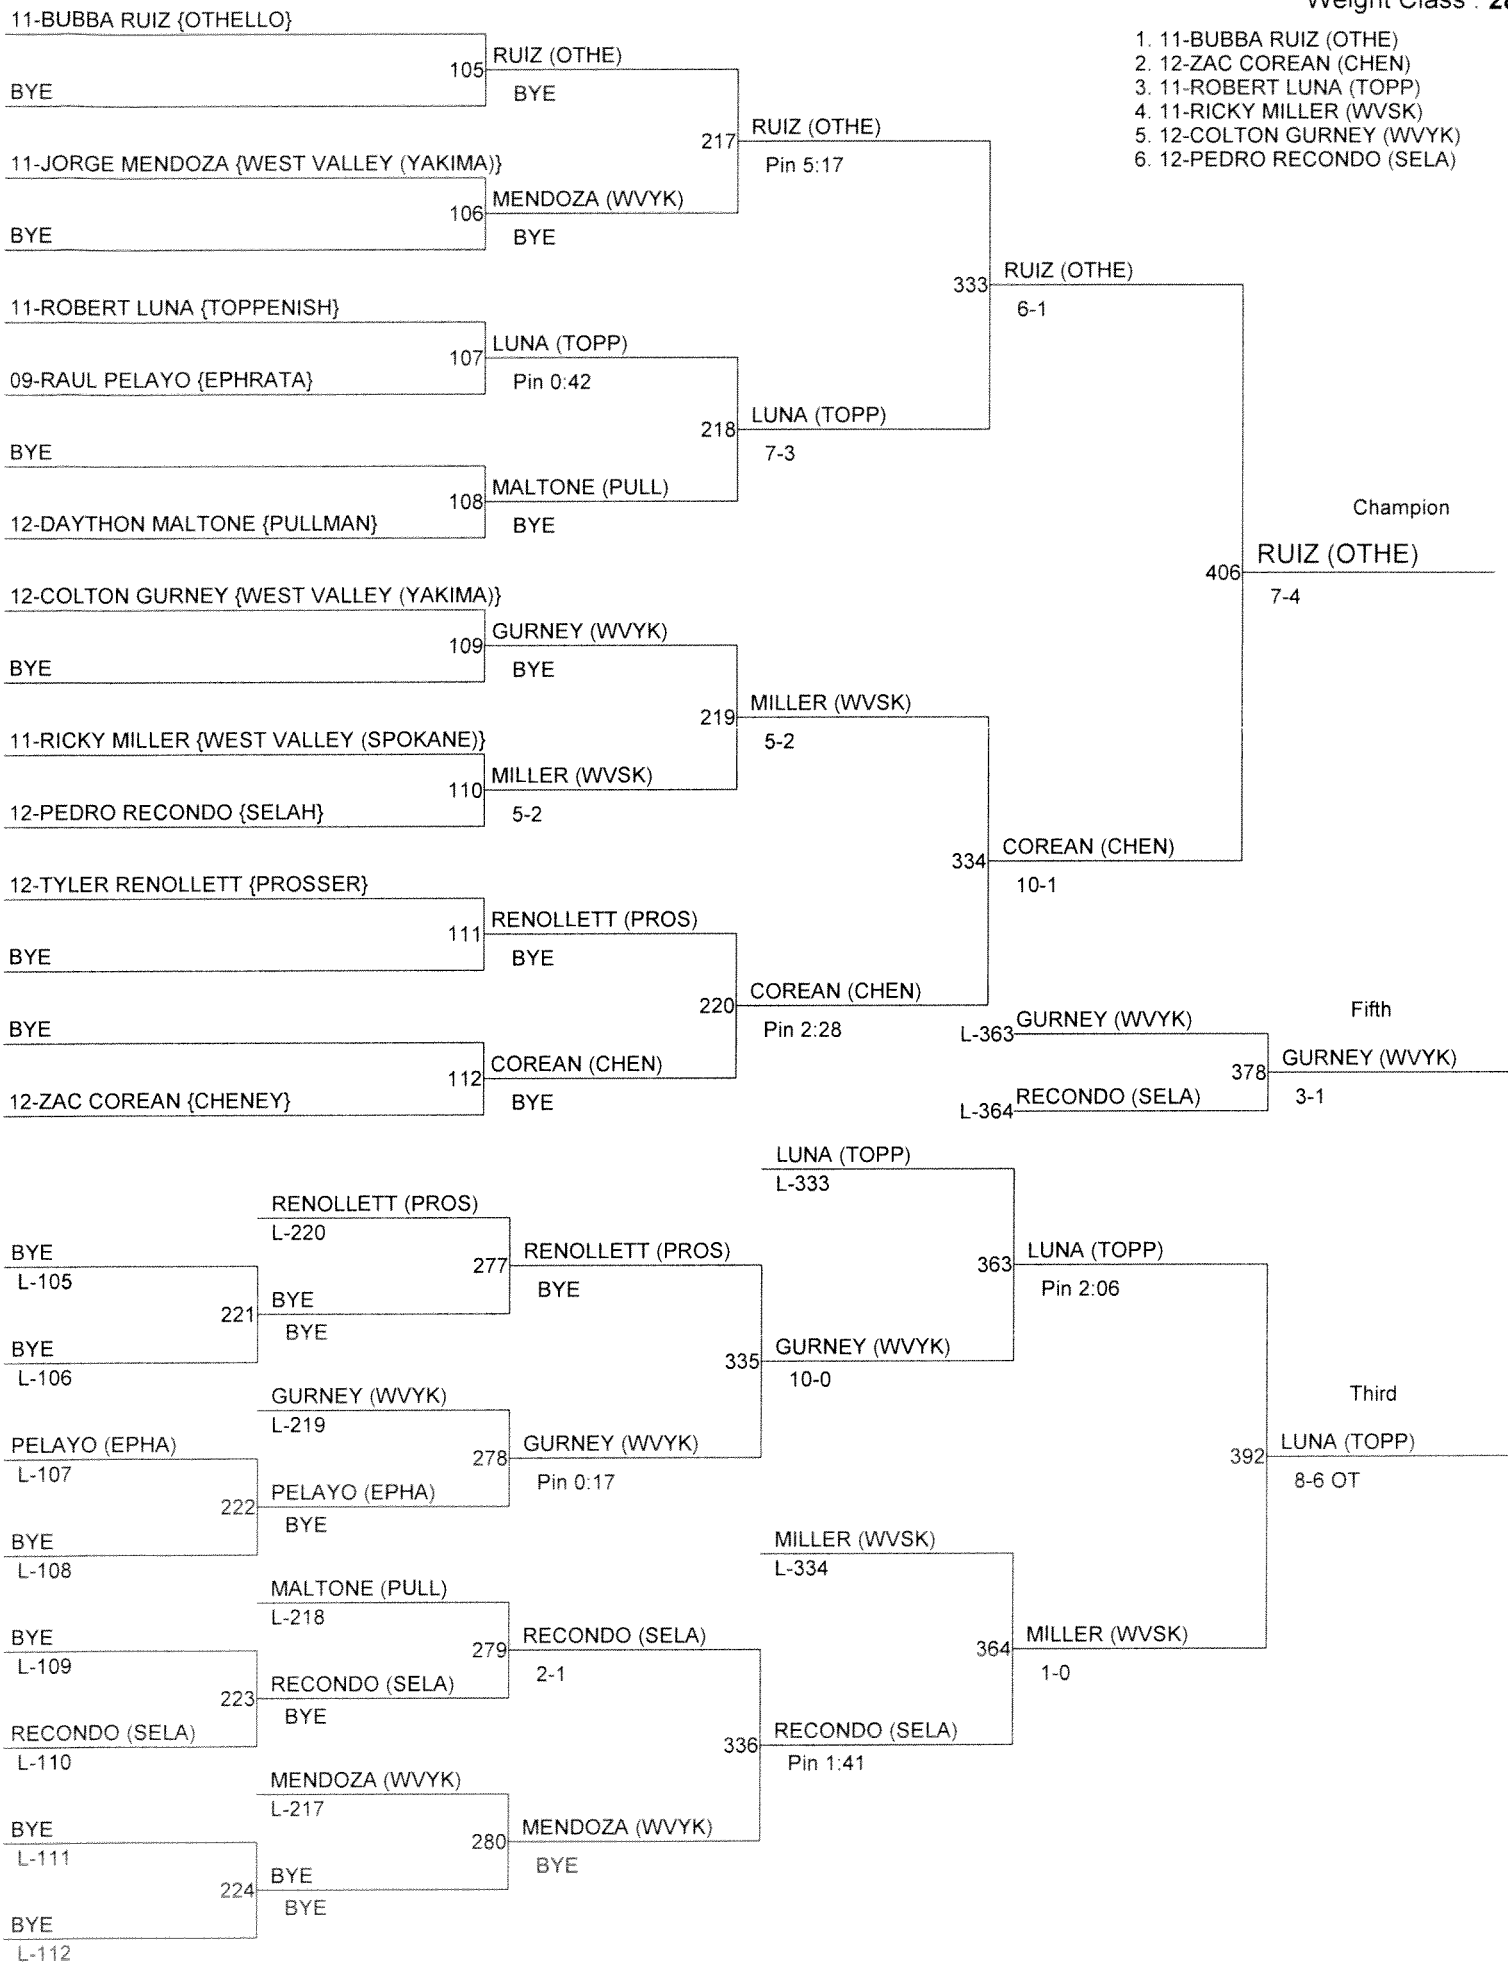 Weight Class :
1. 11-BUBBA RUIZ (OTHE)
2. 12-ZAC COREAN (CHEN)
3. 11-ROBERT LUNA (TOPP)
4. 11-RICKY MILLER (WVSK)
5. 12-COLTON GURNEY (WVYK)
6. 12-PEDRO RECONDO (SELA)
11-BUBBA RUIZ {OTHELLO}
105 RUIZ (OTHE)
BYE
BYE
217 RUIZ (OTHE)
Pin 5:17
11-JORGE MENDOZA {WEST VALLEY (YAKIMA)}
106 MENDOZA (WVYK)
BYE
BYE
333 RUIZ (OTHE)
6-1
11-ROBERT LUNA {TOPPENISH}
107 LUNA (TOPP)
Pin 0:42
09-RAUL PELAYO {EPHRATA}
218 LUNA (TOPP)
7-3
BYE
108 MALTONE (PULL)
BYE
12-DAYTHON MALTONE {PULLMAN}
Champion
406 RUIZ (OTHE)
7-4
12-COLTON GURNEY {WEST VALLEY (YAKIMA)}
109 GURNEY (WVYK)
BYE
BYE
219 MILLER (WVSK)
5-2
11-RICKY MILLER {WEST VALLEY (SPOKANE)}
110 MILLER (WVSK)
5-2
12-PEDRO RECONDO {SELAH}
334 COREAN (CHEN)
10-1
12-TYLER RENOLLETT {PROSSER}
111 RENOLLETT (PROS)
BYE
BYE
220 COREAN (CHEN)
Pin 2:28
BYE
112 COREAN (CHEN)
BYE
12-ZAC COREAN {CHENEY}
Fifth
L-363 GURNEY (WVYK)
378 GURNEY (WVYK)
3-1
L-364 RECONDO (SELA)
LUNA (TOPP)
L-333
RENOLLETT (PROS)
L-220
277 RENOLLETT (PROS)
BYE
BYE
L-105
221 BYE
BYE
BYE
L-106
363 LUNA (TOPP)
Pin 2:06
335 GURNEY (WVYK)
10-0
GURNEY (WVYK)
L-219
278 GURNEY (WVYK)
Pin 0:17
PELAYO (EPHA)
L-107
222 PELAYO (EPHA)
BYE
BYE
L-108
Third
392 LUNA (TOPP)
8-6 OT
MILLER (WVSK)
L-334
MALTONE (PULL)
L-218
279 RECONDO (SELA)
2-1
BYE
L-109
223 RECONDO (SELA)
BYE
RECONDO (SELA)
L-110
364 MILLER (WVSK)
1-0
336 RECONDO (SELA)
Pin 1:41
MENDOZA (WVYK)
L-217
280 MENDOZA (WVYK)
BYE
BYE
L-111
224 BYE
BYE
BYE
L-112